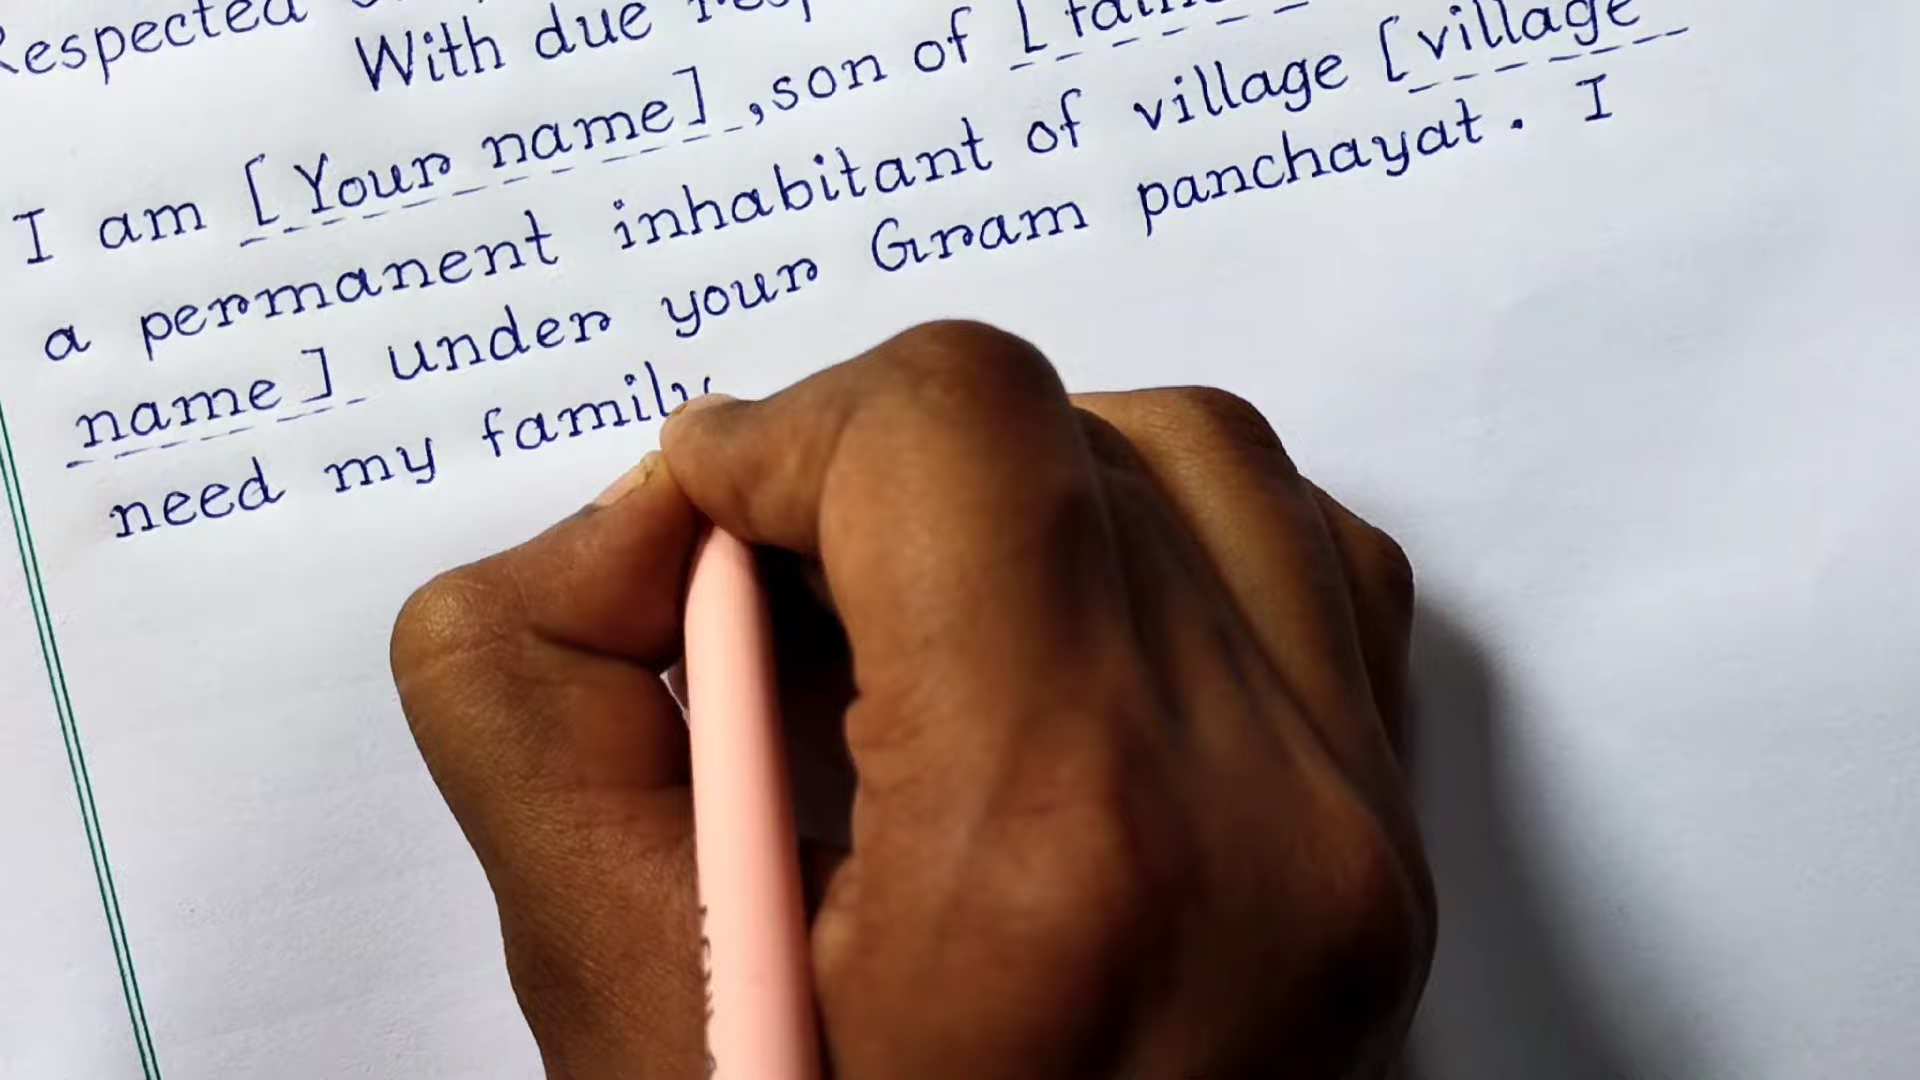 Respected
With due
I am [Your name], son of [
a permanent inhabitant of village [village
name] under your Gram panchayat. I
need my family